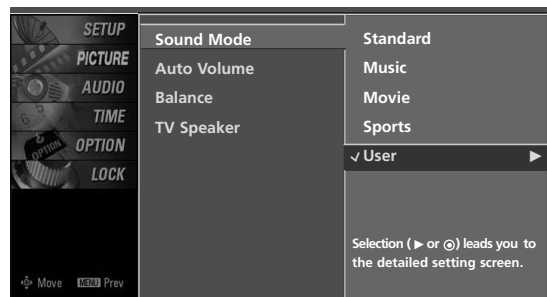 SETUP
PICTURE
AUDIO
TIME
OPTION
LOCK
Move MENU Prev
Sound Mode
Auto Volume
Balance
TV Speaker
Standard
Music
Movie
Sports
✓ User ▶
Selection ( ▶ or ◉) leads you to
the detailed setting screen.